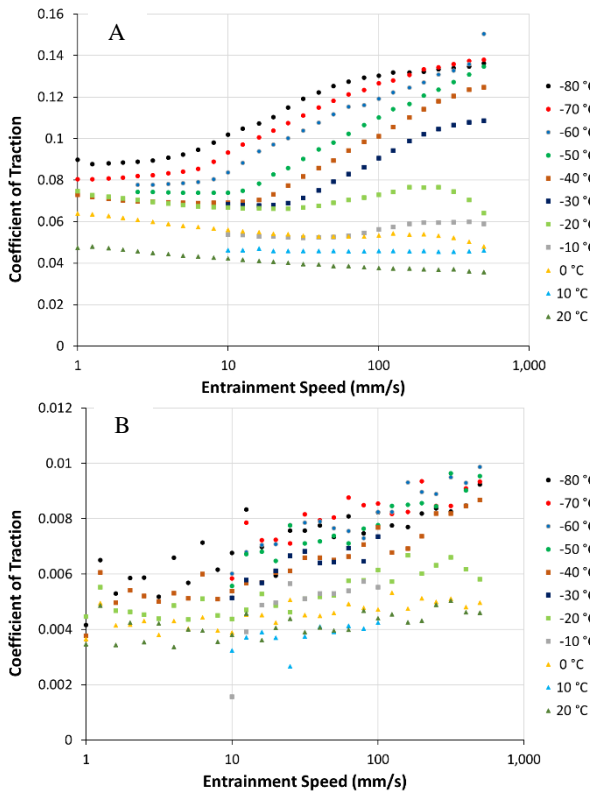 A
0.16
0.14
0.12
0.1
0.08
0.06
0.04
0.02
0
Coefficient of Traction
1
10
100
1,000
Entrainment Speed (mm/s)
-80 °C
-70 °C
-60 °C
-50 °C
-40 °C
-30 °C
-20 °C
-10 °C
0 °C
10 °C
20 °C
B
0.012
0.01
0.008
0.006
0.004
0.002
0
Coefficient of Traction
1
10
100
1,000
Entrainment Speed (mm/s)
-80 °C
-70 °C
-60 °C
-50 °C
-40 °C
-30 °C
-20 °C
-10 °C
0 °C
10 °C
20 °C